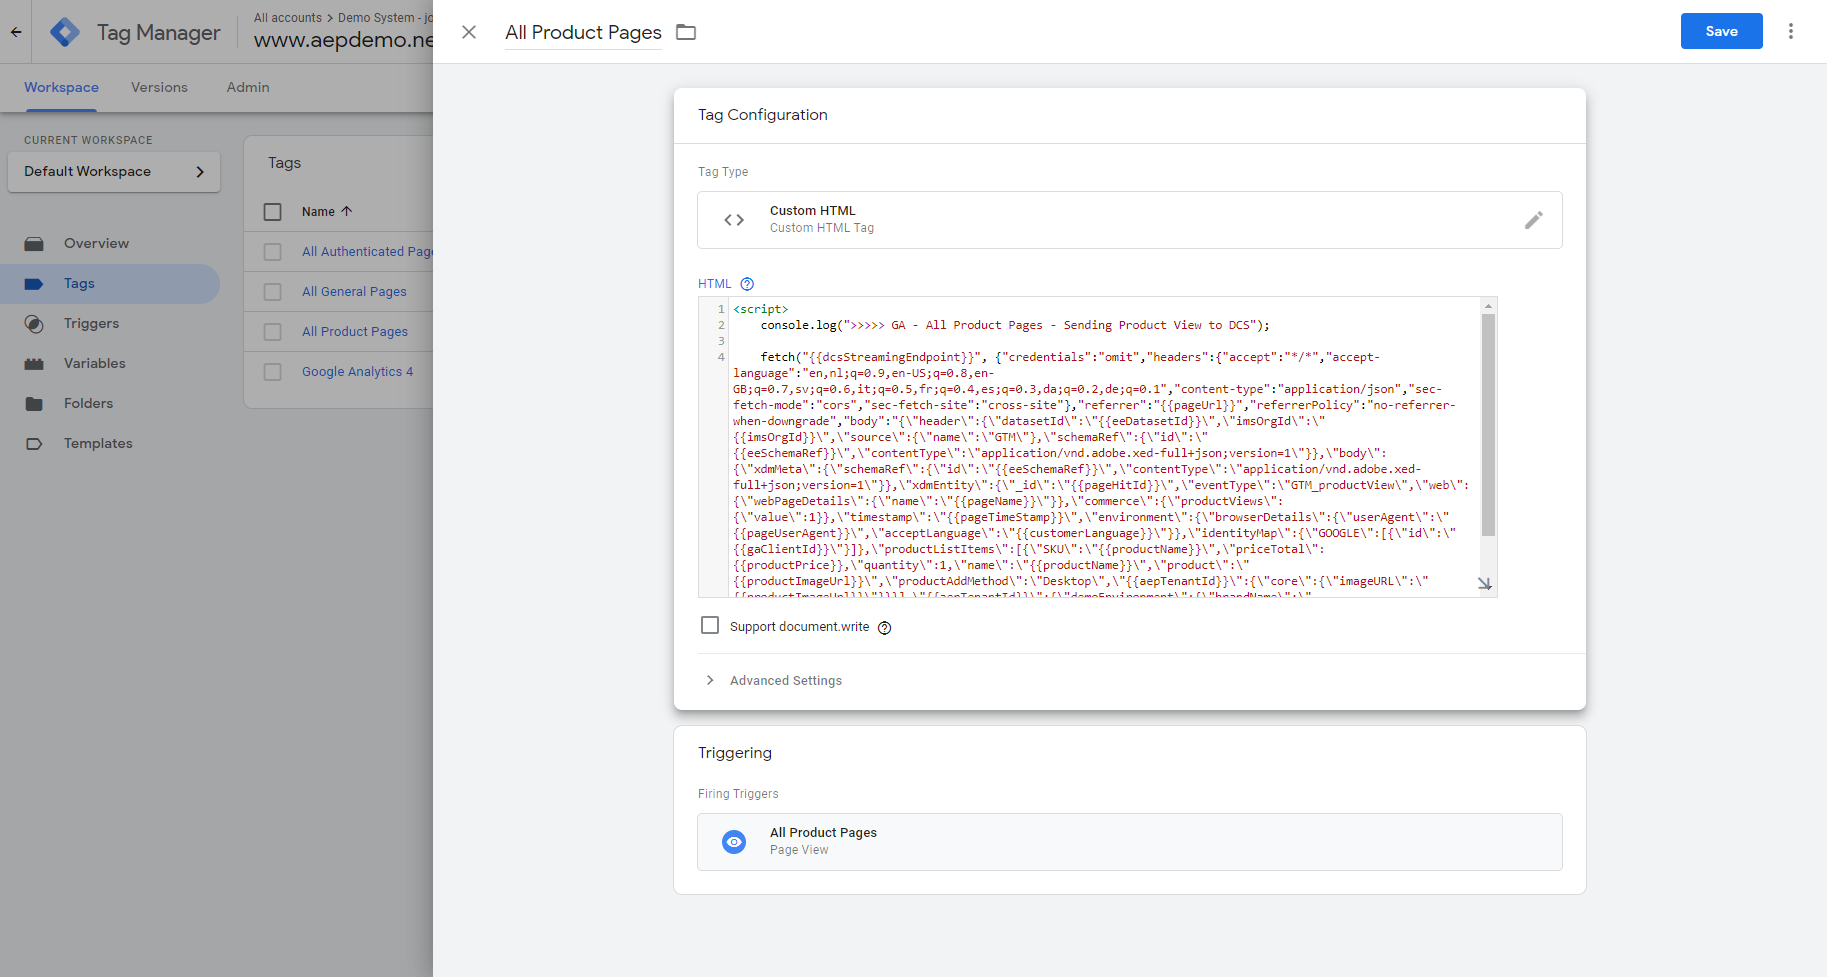 All accounts > Demo System - jo
Tag Manager
www.aepdemo.ne
All Product Pages
Save
Workspace Versions Admin
CURRENT WORKSPACE
Default Workspace
Overview
Tags
Triggers
Variables
Folders
Templates
Tags
Name
All Authenticated Page
All General Pages
All Product Pages
Google Analytics 4
Tag Configuration
Tag Type
Custom HTML
Custom HTML Tag
HTML
1 <script>
2 console.log(">>>>> GA - All Product Pages - Sending Product View to DCS");
3
4 fetch("{{dcsStreamingEndpoint}}", {"credentials":"omit","headers":{"accept":"*/*","accept-
language":"en,nl;q=0.9,en-US;q=0.8,en-
GB;q=0.7,sv;q=0.6,it;q=0.5,fr;q=0.4,es;q=0.3,da;q=0.2,de;q=0.1","content-type":"application/json","sec-
fetch-mode":"cors","sec-fetch-site":"cross-site"},"referrer":"{{pageUrl}}","referrerPolicy":"no-referrer-
when-downgrade","body":"{\"header\":{\"datasetId\":\"{{eeDatasetId}}\",\"imsOrgId\":\"
{{imsOrgId}}\",\"source\":{\"name\":\"GTM\"},\"schemaRef\":{\"id\":\"
{{eeSchemaRef}}\",\"contentType\":\"application/vnd.adobe.xed-full+json;version=1\"}},\"body\":
{\"xdmMeta\":{\"schemaRef\":{\"id\":\"{{eeSchemaRef}}\",\"contentType\":\"application/vnd.adobe.xed-
full+json;version=1\"}},\"xdmEntity\":{\"_id\":\"{{pageHitId}}\",\"eventType\":\"GTM_productView\",\"web\":
{\"webPageDetails\":{\"name\":\"{{pageName}}\"}},\"commerce\":{\"productViews\":
{\"value\":1}},\"timestamp\":\"{{pageTimeStamp}}\",\"environment\":{\"browserDetails\":{\"userAgent\":\"
{{pageUserAgent}}\",\"acceptLanguage\":\"{{customerLanguage}}\"}},\"identityMap\":{\"GOOGLE\":[{\"id\":\"
{{gaClientId}}\"}]},\"productListItems\":[{\"SKU\":\"{{productName}}\",\"priceTotal\":
{{productPrice}},\"quantity\":1,\"name\":\"{{productName}}\",\"product\":\"
{{productImageUrl}}\",\"productAddMethod\":\"Desktop\",\"{{aepTenantId}}\":{\"core\":{\"imageURL\":\"
{{productImageUrl}}\"}}}],\"{{aepTenantId}}\":{\"demoEnvironment\":{\"brandName\":\"
Support document.write
Advanced Settings
Triggering
Firing Triggers
All Product Pages
Page View